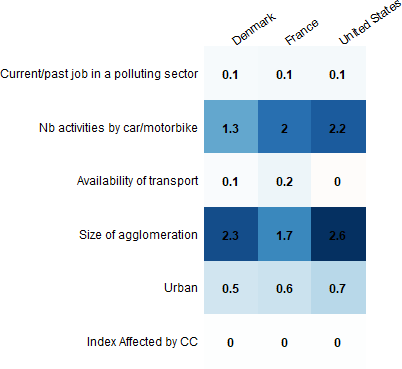 Denmark France United States
Current/past job in a polluting sector 0.1 0.1 0.1
Nb activities by car/motorbike 1.3 2 2.2
Availability of transport 0.1 0.2 0
Size of agglomeration 2.3 1.7 2.6
Urban 0.5 0.6 0.7
Index Affected by CC 0 0 0